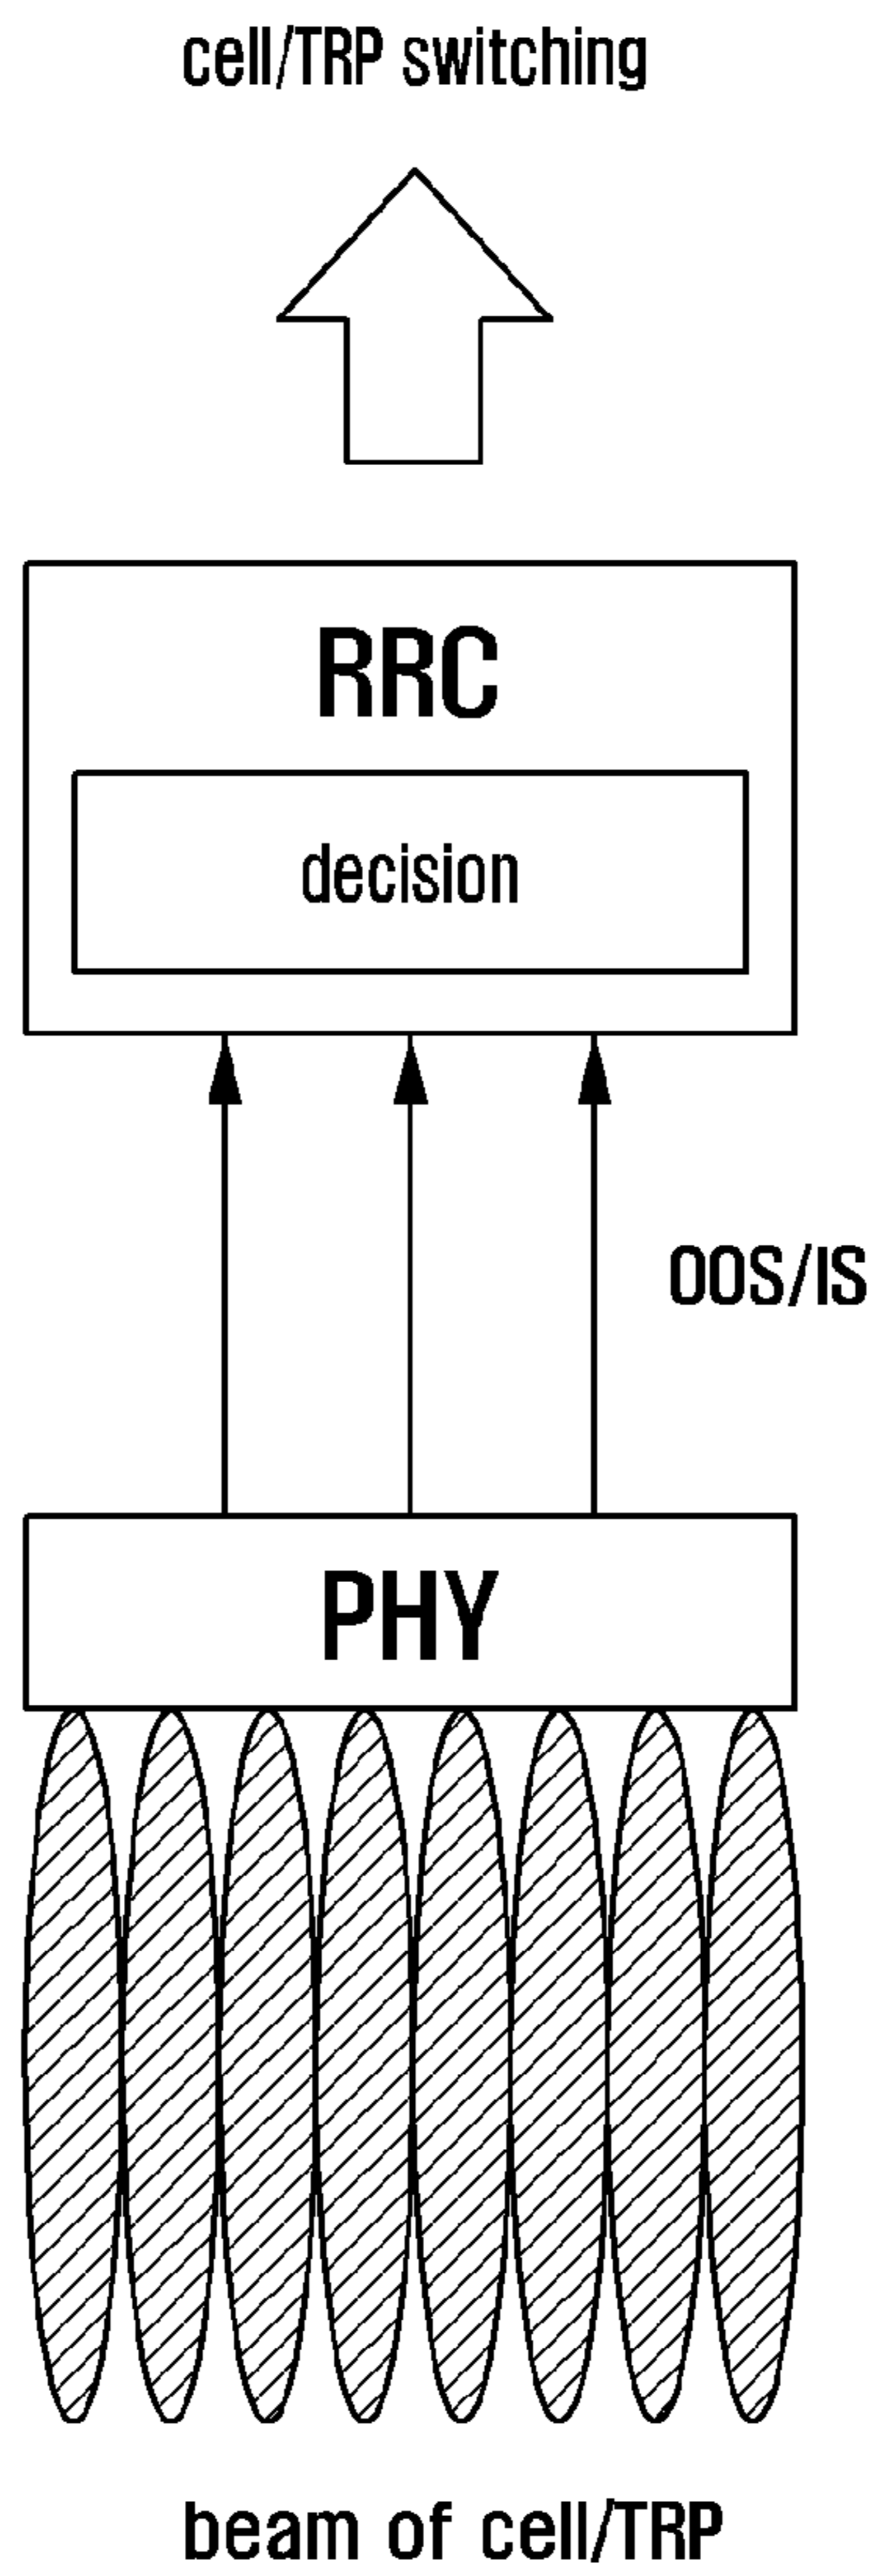 cell/TRP switching
RRC
decision
OOS/IS
PHY
beam of cell/TRP